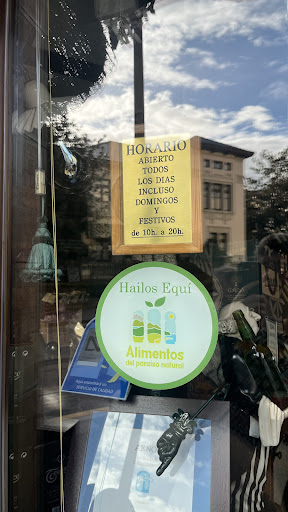 HORARIO
ABIERTO
TODOS
LOS DIAS
INCLUSO
DOMINGOS
Y
FESTIVOS
de 10h. a 20h.
Hailos Equí
Alimentos
del paraíso natural